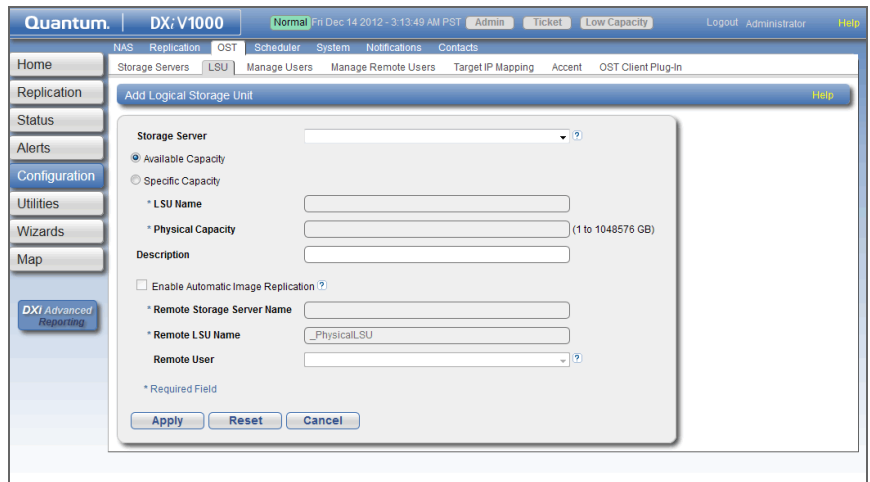 Quantum. DXi V1000 Normal Fri Dec 14 2012 - 3:13:49 AM PST Admin Ticket Low Capacity Logout Administrator Help
NAS Replication OST Scheduler System Notifications Contacts
Storage Servers LSU Manage Users Manage Remote Users Target IP Mapping Accent OST Client Plug-In
Home
Replication
Status
Alerts
Configuration
Utilities
Wizards
Map
DXi Advanced
Reporting
Add Logical Storage Unit Help
Storage Server ?
Available Capacity
Specific Capacity
* LSU Name
* Physical Capacity (1 to 1048576 GB)
Description
Enable Automatic Image Replication ?
* Remote Storage Server Name
* Remote LSU Name _PhysicalLSU
Remote User ?
* Required Field
Apply Reset Cancel